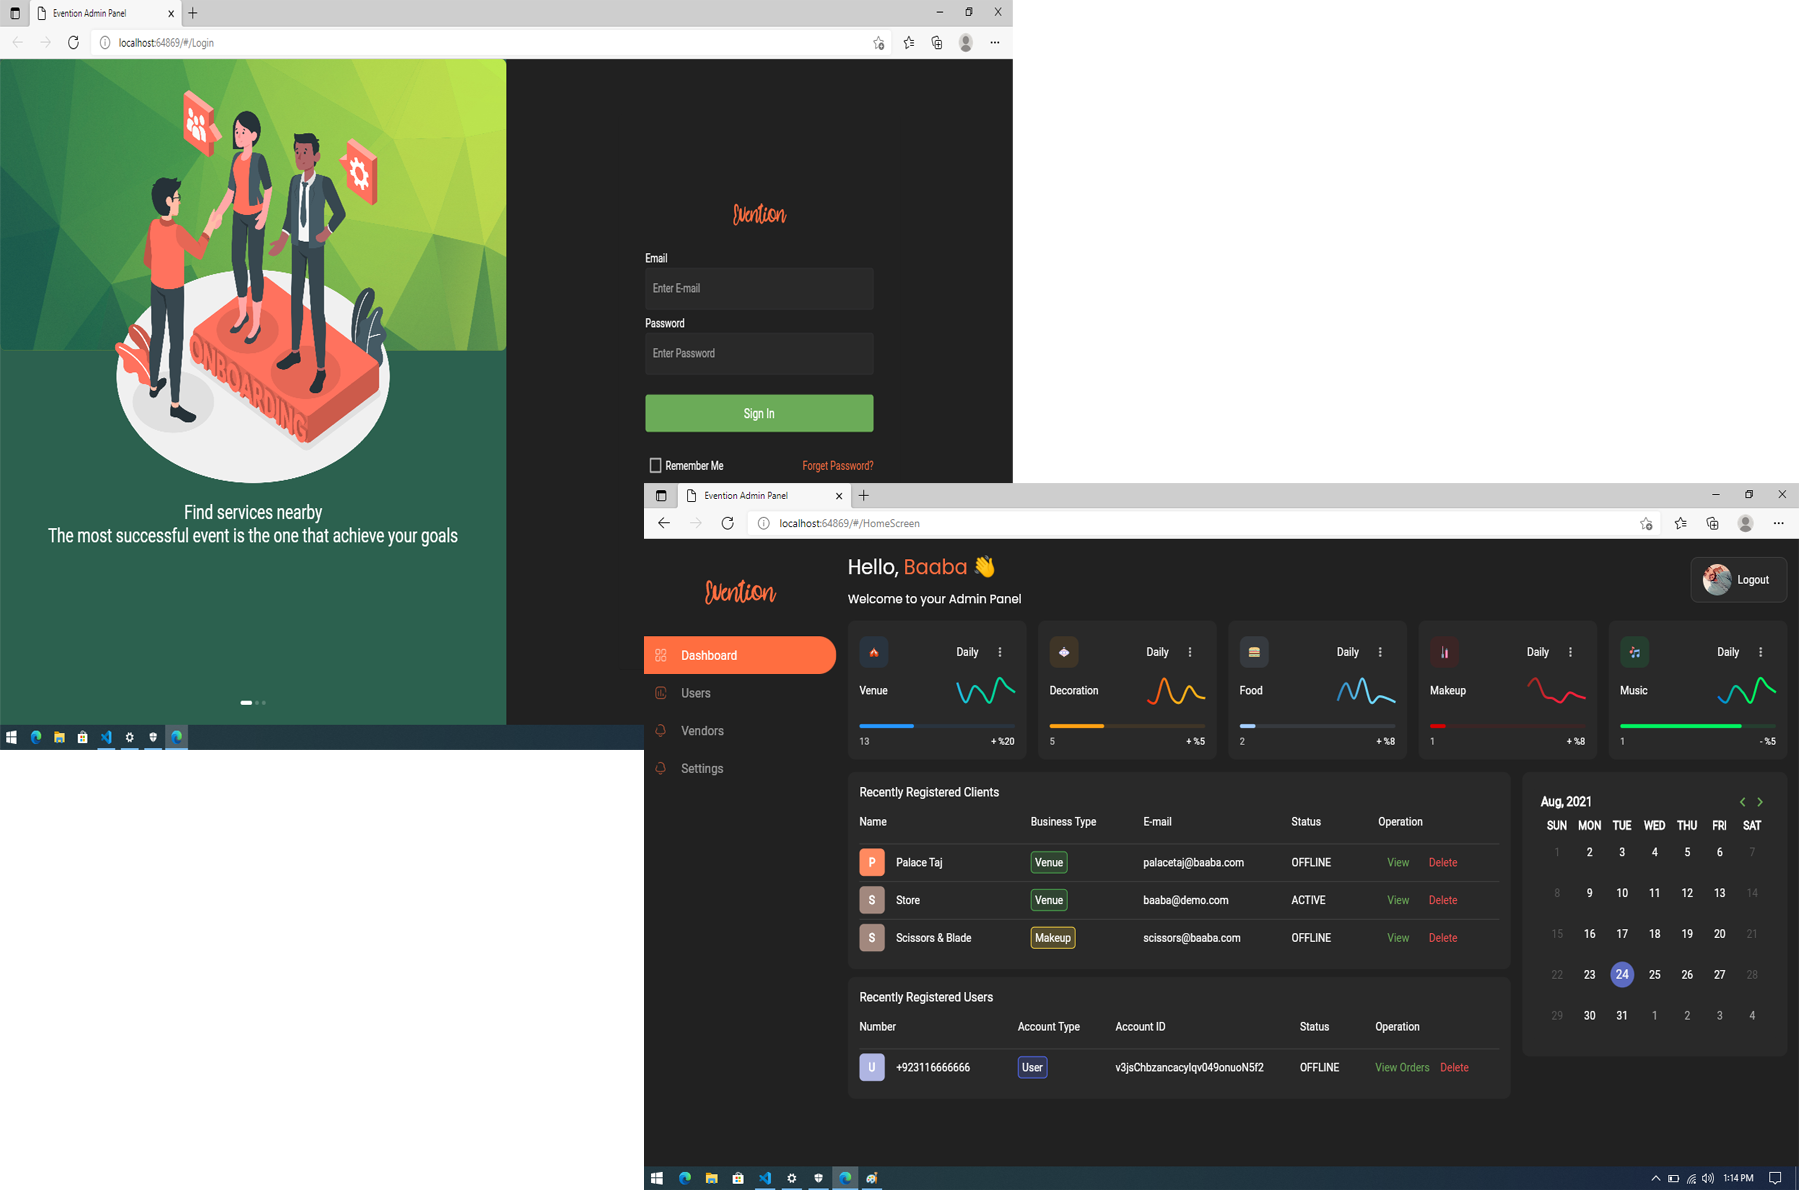 Evention Admin Panel
localhost:64869/#/Login
ONBOARDING
Find services nearby
The most successful event is the one that achieve your goals
Evention
Email
Enter E-mail
Password
Enter Password
Sign In
Remember Me Forget Password?
Evention Admin Panel
localhost:64869/#/HomeScreen
Evention
Dashboard
Users
Vendors
Settings
Hello, Baaba 👋
Welcome to your Admin Panel
Logout
Daily
Venue
13 + %20
Daily
Decoration
5 + %5
Daily
Food
2 + %8
Daily
Makeup
1 + %8
Daily
Music
1 - %5
Recently Registered Clients
Name Business Type E-mail Status Operation
P Palace Taj Venue palacetaj@baaba.com OFFLINE View Delete
S Store Venue baaba@demo.com ACTIVE View Delete
S Scissors & Blade Makeup scissors@baaba.com OFFLINE View Delete
Recently Registered Users
Number Account Type Account ID Status Operation
U +923116666666 User v3jsChbzancacylqv049onuoN5f2 OFFLINE View Orders Delete
Aug, 2021
SUN MON TUE WED THU FRI SAT
1 2 3 4 5 6 7
8 9 10 11 12 13 14
15 16 17 18 19 20 21
22 23 24 25 26 27 28
29 30 31 1 2 3 4
1:14 PM